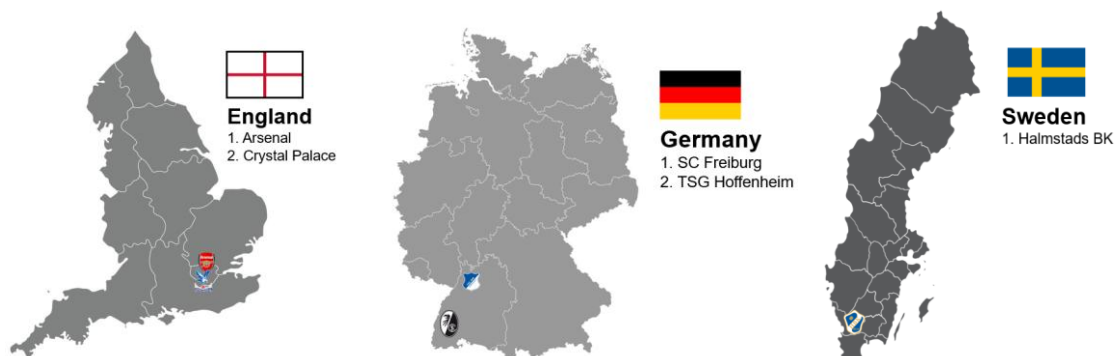 England
1. Arsenal
2. Crystal Palace
Germany
1. SC Freiburg
2. TSG Hoffenheim
Sweden
1. Halmstads BK